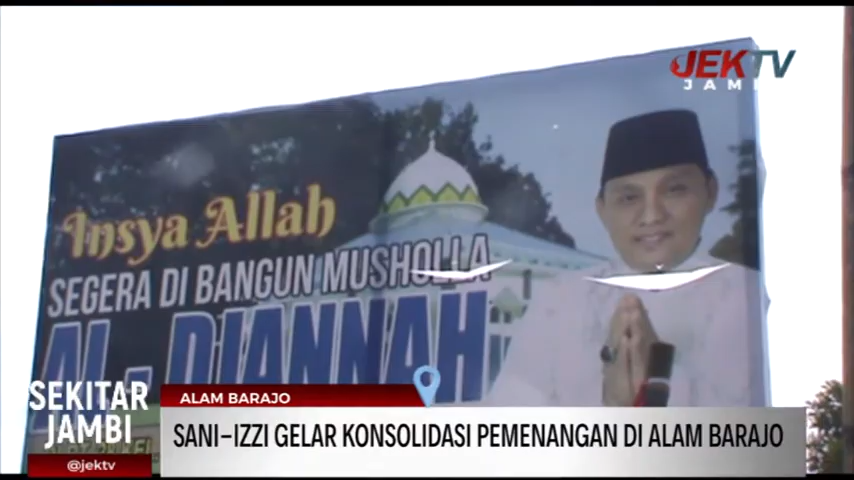 JEKTV
JAMBI
Insya Allah
SEGERA DI BANGUN MUSHOLLA
AL - DJANNAH
SEKITAR
JAMBI
@jektv
ALAM BARAJO
SANI-IZZI GELAR KONSOLIDASI PEMENANGAN DI ALAM BARAJO